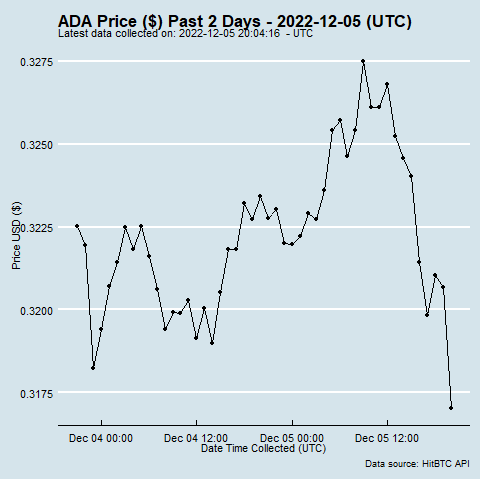 ADA Price ($) Past 2 Days - 2022-12-05 (UTC)
Latest data collected on: 2022-12-05 20:04:16 - UTC
0.3275
0.3250
0.3225
0.3200
0.3175
Price USD ($)
Dec 04 00:00 Dec 04 12:00 Dec 05 00:00 Dec 05 12:00
Date Time Collected (UTC)
Data source: HitBTC API